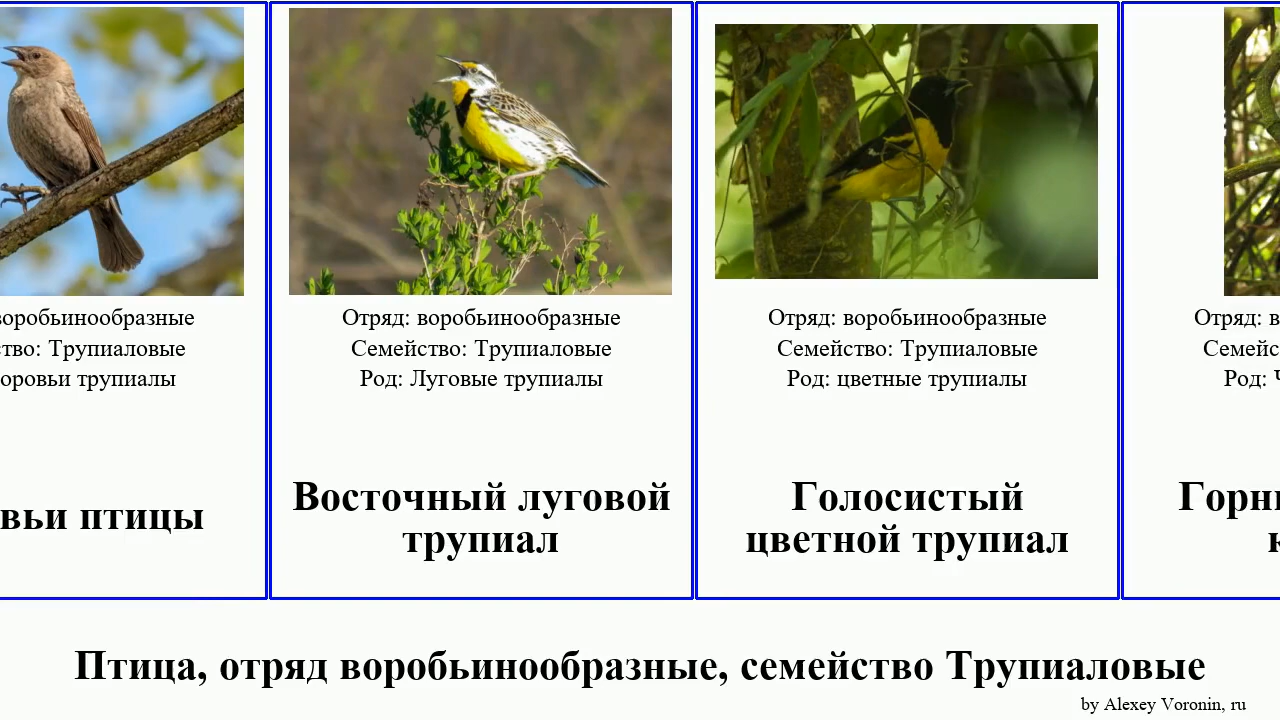 воробьинообразные
тво: Трупиаловые
оровьи трупиалы
вьи птицы
Отряд: воробьинообразные
Семейство: Трупиаловые
Род: Луговые трупиалы
Восточный луговой
трупиал
Отряд: воробьинообразные
Семейство: Трупиаловые
Род: цветные трупиалы
Голосистый
цветной трупиал
Отряд: в
Семейс
Род:
Горн
Птица, отряд воробьинообразные, семейство Трупиаловые
by Alexey Voronin, ru